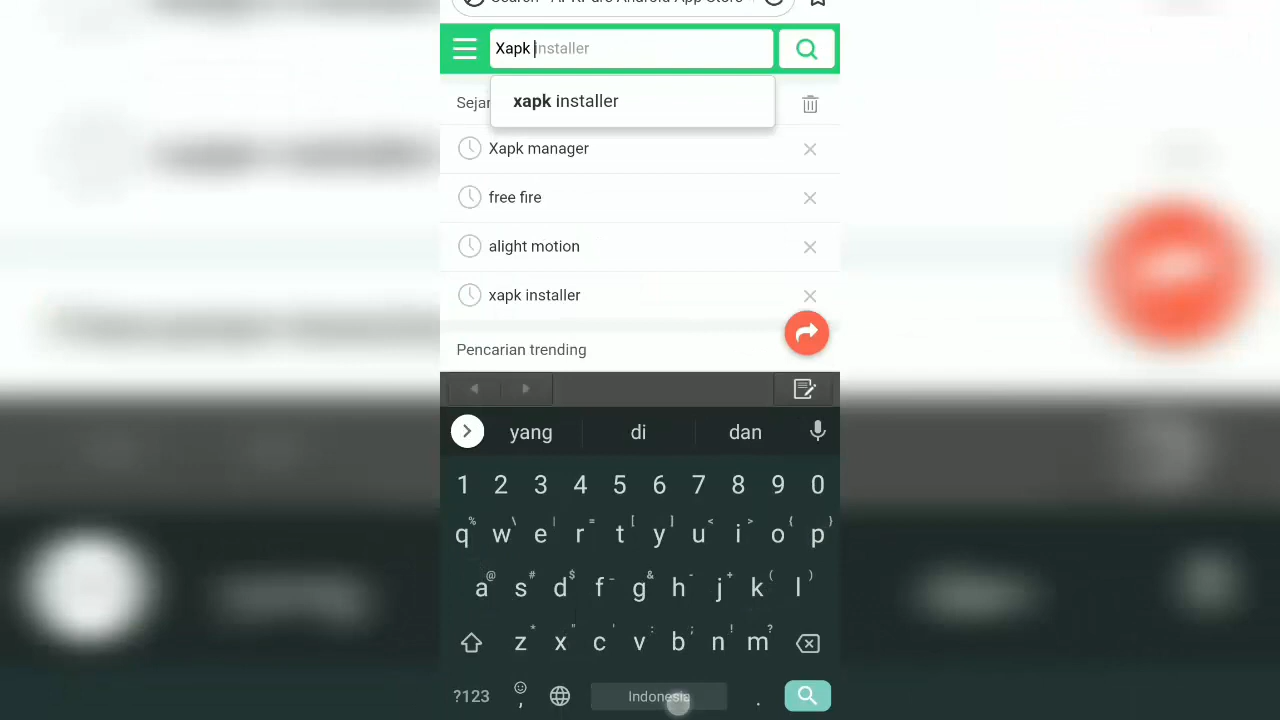 Xapk installer
xapk installer
Sejar
Xapk manager
free fire
alight motion
xapk installer
Pencarian trending
yang di dan
1 2 3 4 5 6 7 8 9 0
q w e r t y u i o p
a s d f g h j k l
z x c v b n m
?123 , Indonesia .